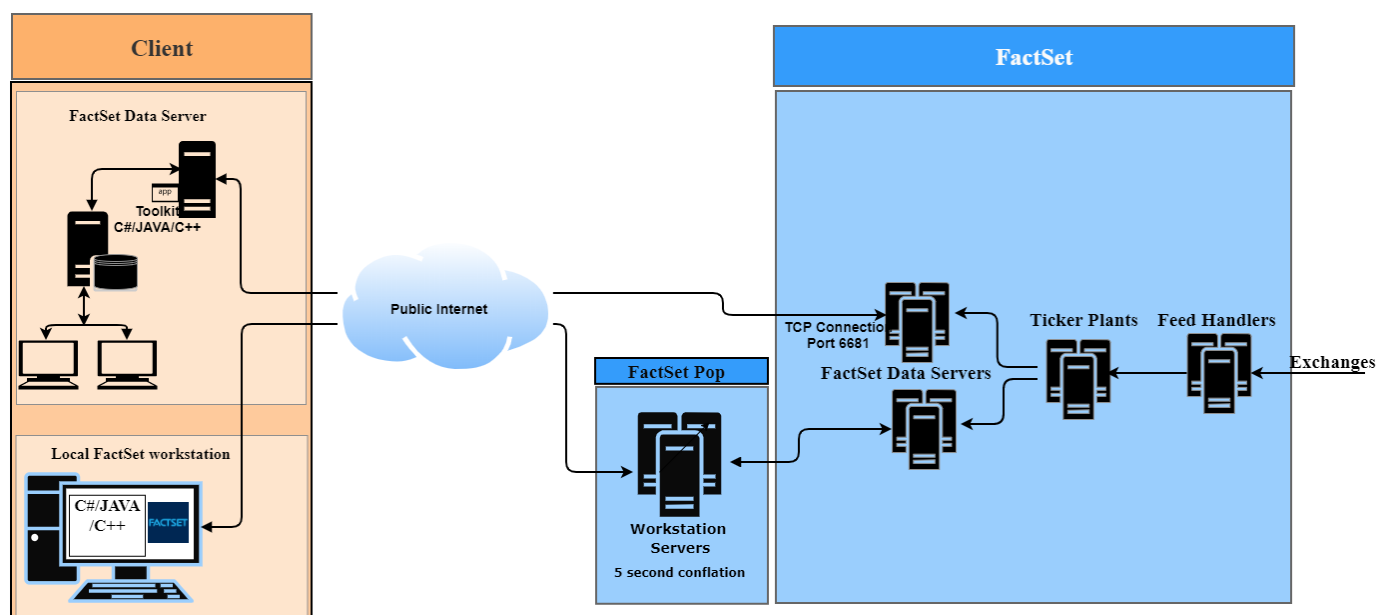 Client
FactSet Data Server
app
Toolkit
C#/JAVA/C++
Local FactSet workstation
C#/JAVA
/C++
FACTSET
Public Internet
FactSet Pop
Workstation
Servers
5 second conflation
FactSet
TCP Connection
Port 6681
FactSet Data Servers
Ticker Plants
Feed Handlers
Exchanges